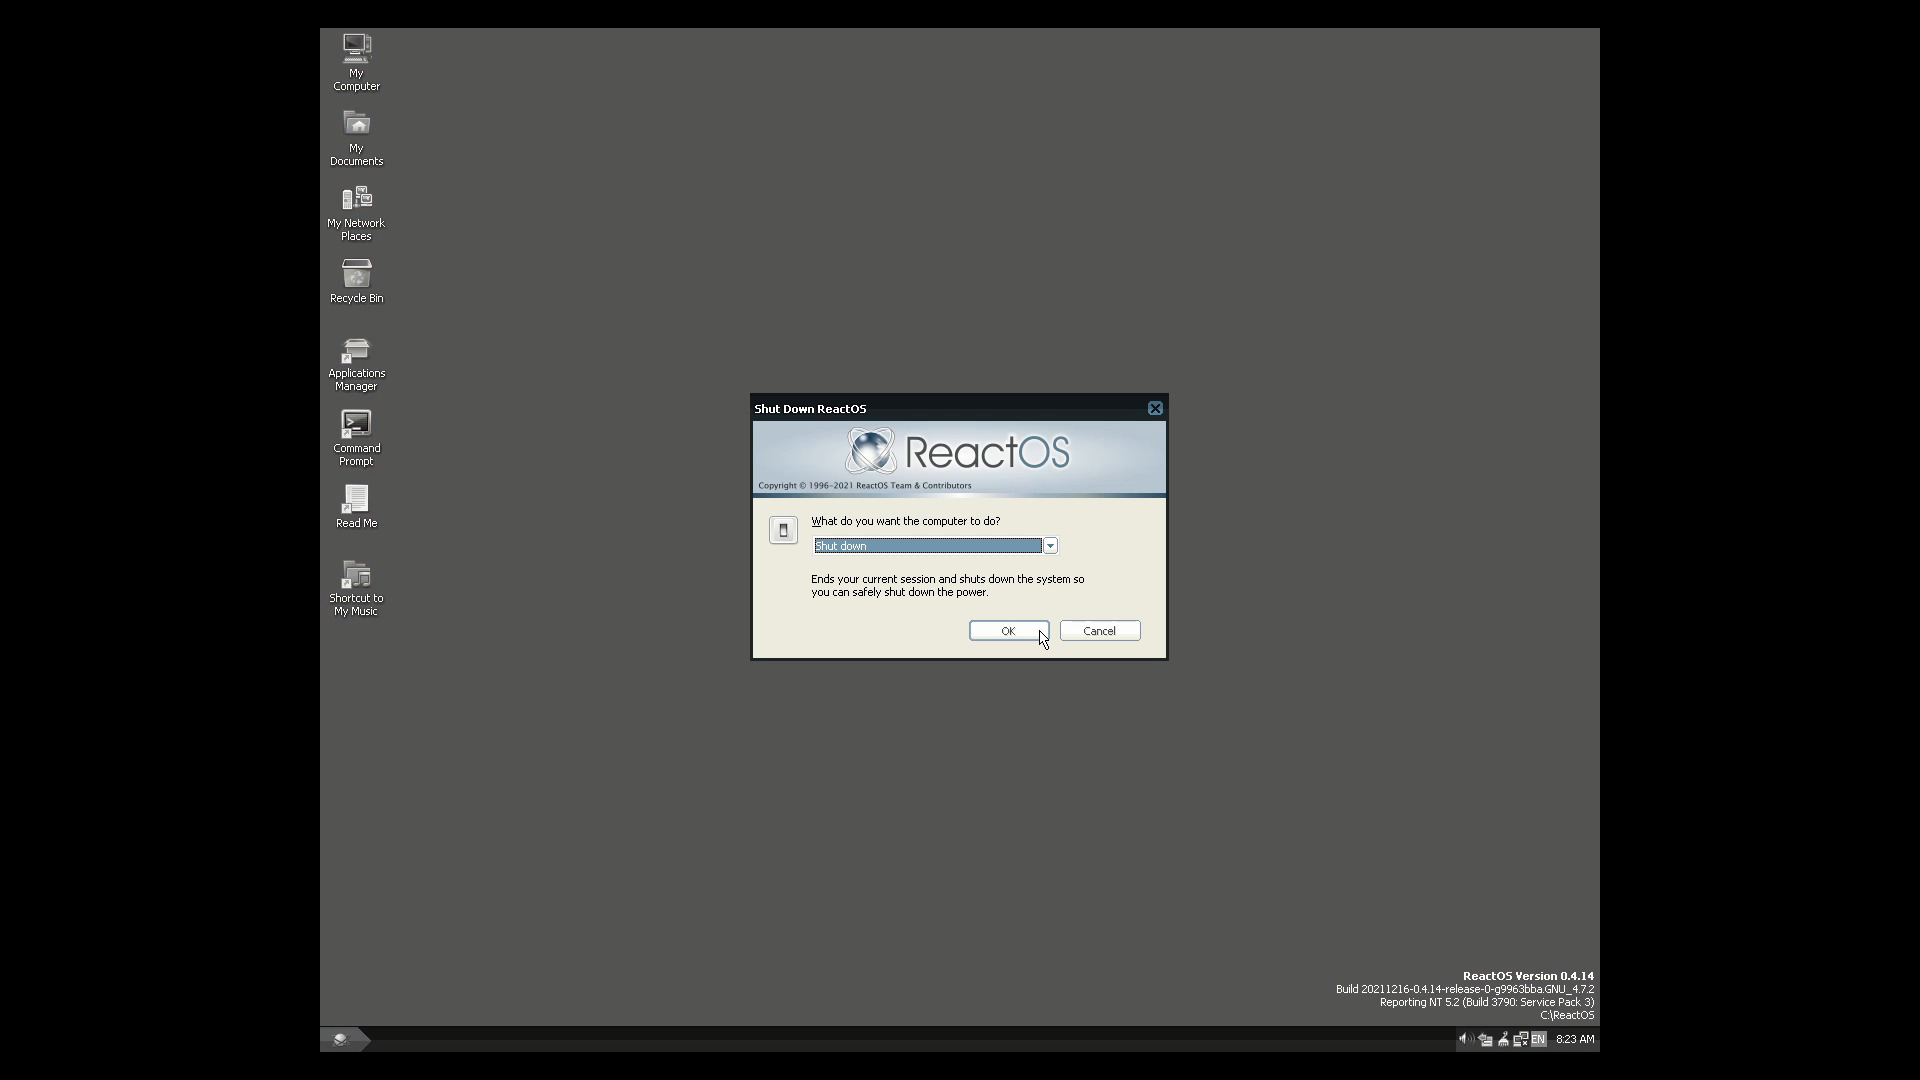 My
Computer
My
Documents
My Network
Places
Recycle Bin
Applications
Manager
Command
Prompt
Read Me
Shortcut to
My Music
Shut Down ReactOS
ReactOS
Copyright © 1996-2021 ReactOS Team & Contributors
What do you want the computer to do?
Shut down
Ends your current session and shuts down the system so
you can safely shut down the power.
OK
Cancel
ReactOS Version 0.4.14
Build 20211216-0.4.14-release-0-g9963bba.GNU_4.7.2
Reporting NT 5.2 (Build 3790: Service Pack 3)
C:\ReactOS
EN
8:23 AM